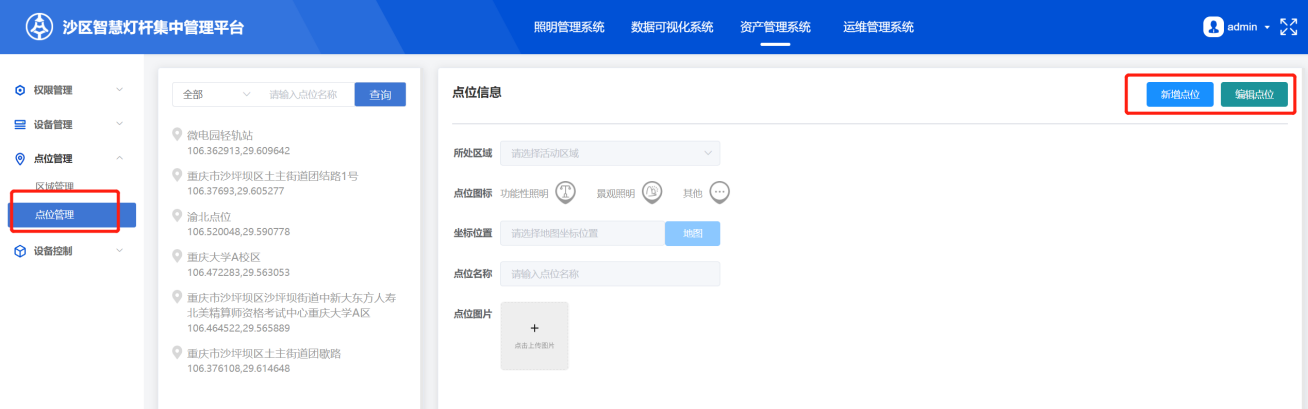 沙区智慧灯杆集中管理平台
照明管理系统 数据可视化系统 资产管理系统 运维管理系统
admin
权限管理
设备管理
点位管理
区域管理
点位管理
设备控制
全部 请输入点位名称 查询
微电园轻轨站
106.362913,29.609642
重庆市沙坪坝区土主街道团结路1号
106.37693,29.605277
渝北点位
106.520048,29.590778
重庆大学A校区
106.472283,29.563053
重庆市沙坪坝区沙坪坝街道中新大东方人寿
北美精算师资格考试中心重庆大学A区
106.464522,29.565889
重庆市沙坪坝区土主街道团歇路
106.376108,29.614648
点位信息 新增点位 编辑点位
所处区域 请选择活动区域
点位图标 功能性照明 景观照明 其他
坐标位置 请选择地图坐标位置 地图
点位名称 请输入点位名称
点位图片
点击上传图片